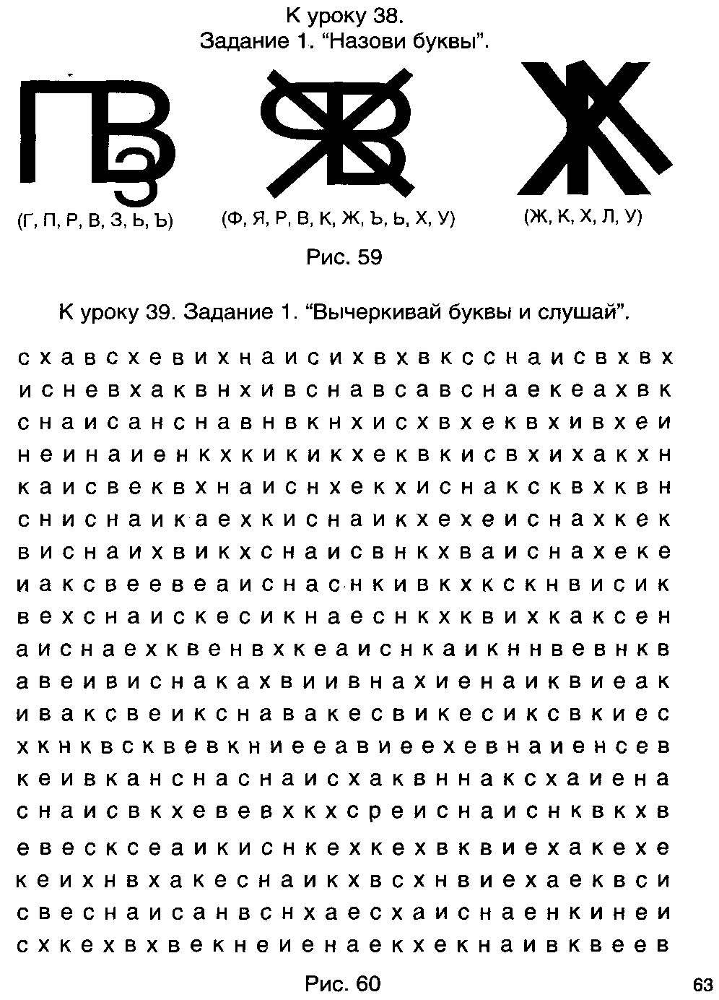 К уроку 38.
Задание 1. “Назови буквы”.
(Г, П, Р, В, З, Ь, Ъ) (Ф, Я, Р, В, К, Ж, Ъ, Ь, Х, У) (Ж, К, Х, Л, У)
Рис. 59
К уроку 39. Задание 1. “Вычеркивай буквы и слушай”.
с х а в с х е в и х н а и с и х в х в к с с н а и с в х в х
и с н е в х а к в н х и в с н а в с а в с н а е к е а х в к
с н а и с а н с н а в н в к н х и с х в х е к в х и в х е и
н е и н а и е н к х к и к и к х е к в к и с в х и х а к х н
к а и с в е к в х н а и с н х е к х и с н а к с к в х к в н
с н и с н а и к а е х к и с н а и к х е х е и с н а х к е к
в и с н а и х в и к х с н а и с в н к х в а и с н а х е к е
и а к с в е е в е а и с н а с н к и в к х к с к н в и с и к
в е х с н а и с к е с и к н а е с н к х к в и х к а к с е н
а и с н а е х к в е н в х к е а и с н к а и к н н в е в н к в
а в е и в и с н а к а х в и и в н а х и е н а и к в и е а к
и в а к с в е и к с н а в а к е с в и к е с и к с в к и е с
х к н к в с к в е в к н и е е а в и е е х е в н а и е н с е в
к е и в к а н с н а с н а и с х а к в н н а к с х а и е н а
с н а и с в к х е в е в х к х с р е и с н а и с н к в к х в
е в е с к с е а и к и с н к е х к е х в к в и е х а к е х е
к е и х н в х а к е с н а и к х в с х н в и е х а е к в с и
с в е с н а и с а н в с н х а е с х а и с н а е н к и н е и
с х к е х в х в е к н е и е н а е к х е к н а и в к в е е в
Рис. 60
63